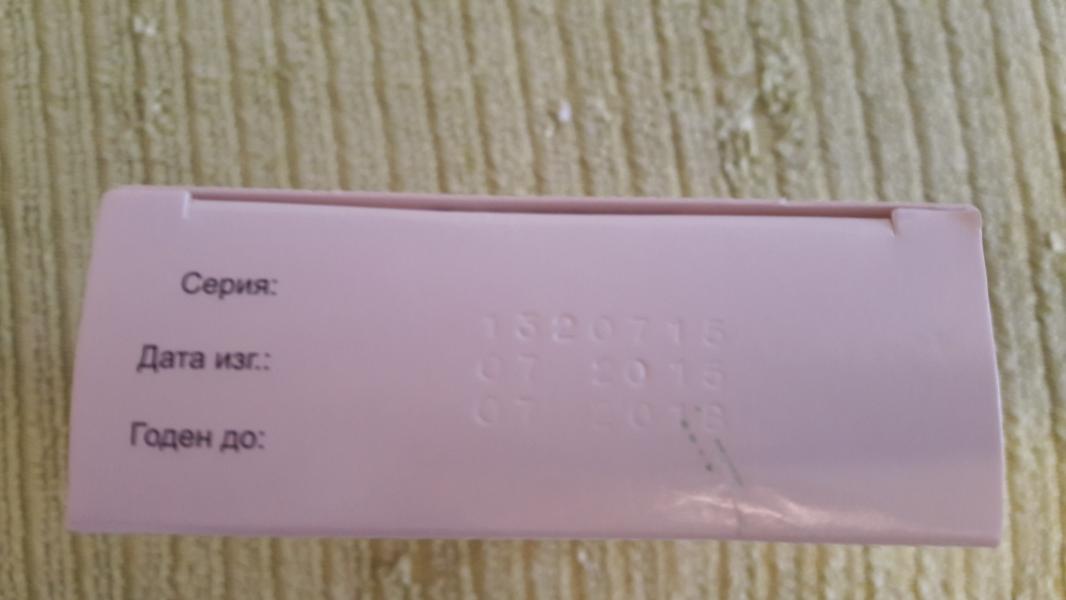 Серия:
1320715
Дата изг.:
07 2015
Годен до:
07 2018